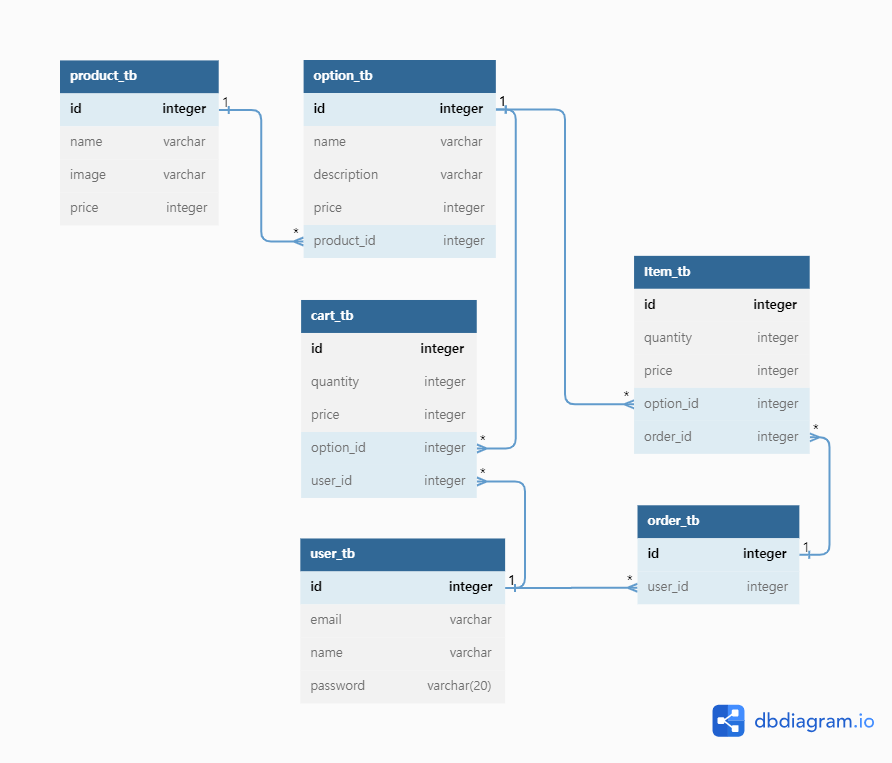 product_tb
id integer 1
name varchar
image varchar
price integer
option_tb
id integer 1
name varchar
description varchar
price integer
* product_id integer
cart_tb
id integer
quantity integer
price integer
option_id integer *
user_id integer *
user_tb
id integer 1
email varchar
name varchar
password varchar(20)
Item_tb
id integer
quantity integer
price integer
* option_id integer
order_id integer *
order_tb
id integer 1
* user_id integer
dbdiagram.io